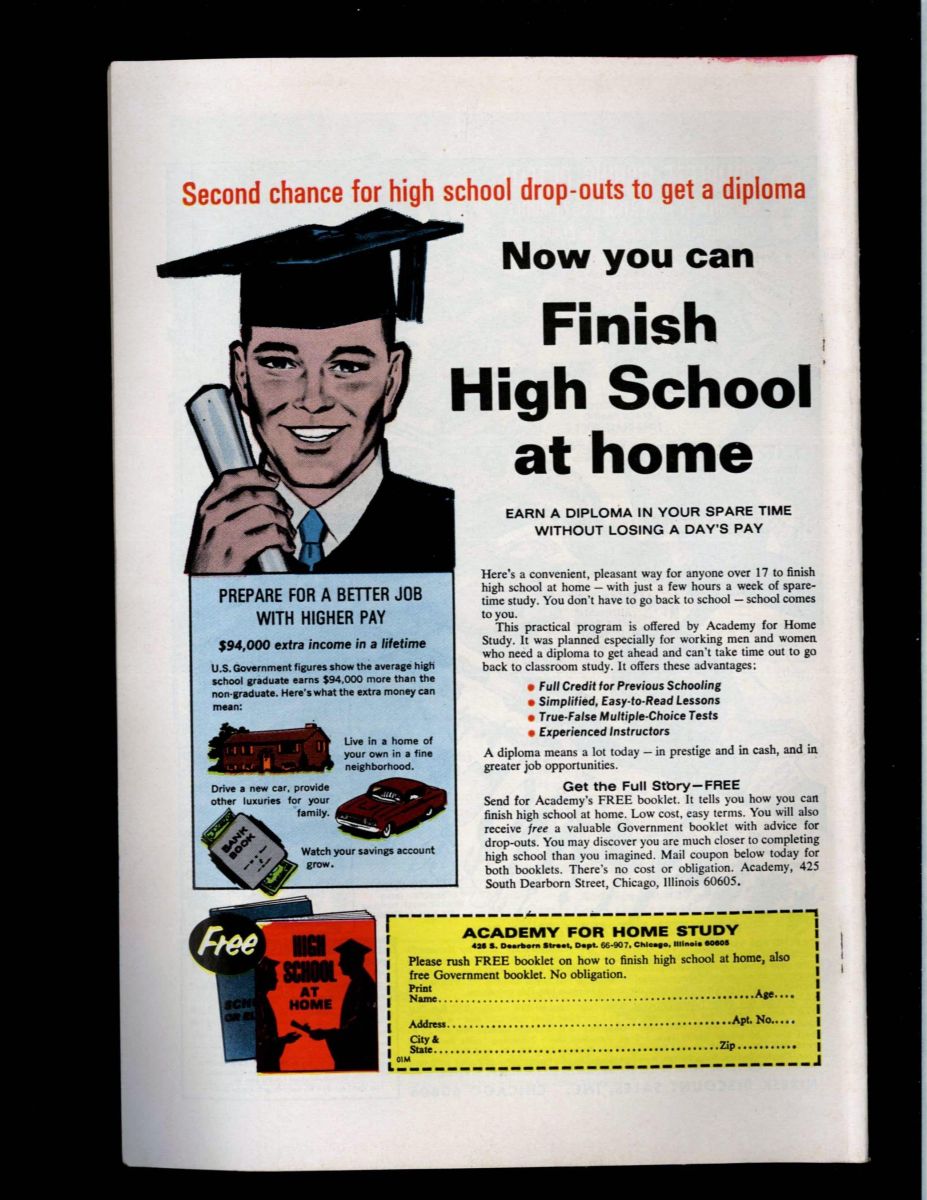 Second chance for high school drop-outs to get a diploma
Now you can
Finish
High School
at home
EARN A DIPLOMA IN YOUR SPARE TIME
WITHOUT LOSING A DAY'S PAY
PREPARE FOR A BETTER JOB
WITH HIGHER PAY
$94,000 extra income in a lifetime
U.S. Government figures show the average high
school graduate earns $94,000 more than the
non-graduate. Here's what the extra money can
mean:
Live in a home of
your own in a fine
neighborhood.
Drive a new car, provide
other luxuries for your
family.
BANK
BOOK
Watch your savings account
grow.
Here's a convenient, pleasant way for anyone over 17 to finish
high school at home — with just a few hours a week of spare-
time study. You don't have to go back to school — school comes
to you.
This practical program is offered by Academy for Home
Study. It was planned especially for working men and women
who need a diploma to get ahead and can't take time out to go
back to classroom study. It offers these advantages:
• Full Credit for Previous Schooling
• Simplified, Easy-to-Read Lessons
• True-False Multiple-Choice Tests
• Experienced Instructors
A diploma means a lot today — in prestige and in cash, and in
greater job opportunities.
Get the Full Story—FREE
Send for Academy's FREE booklet. It tells you how you can
finish high school at home. Low cost, easy terms. You will also
receive free a valuable Government booklet with advice for
drop-outs. You may discover you are much closer to completing
high school than you imagined. Mail coupon below today for
both booklets. There's no cost or obligation. Academy, 425
South Dearborn Street, Chicago, Illinois 60605.
Free
HIGH
SCHOOL
AT
HOME
ACADEMY FOR HOME STUDY
425 S. Dearborn Street, Dept. 66-907, Chicago, Illinois 60605
Please rush FREE booklet on how to finish high school at home, also
free Government booklet. No obligation.
Print
Name..........Age....
Address..........Apt. No.....
City &
State..........Zip..........
01M